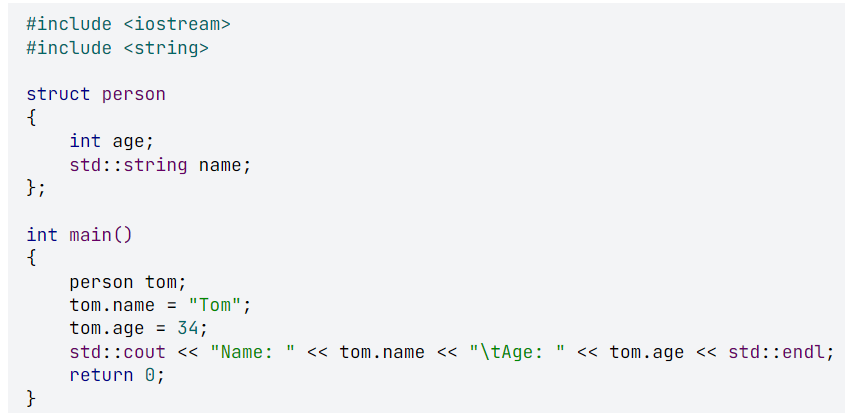 #include <iostream>
#include <string>

struct person
{
    int age;
    std::string name;
};

int main()
{
    person tom;
    tom.name = "Tom";
    tom.age = 34;
    std::cout << "Name: " << tom.name << "\tAge: " << tom.age << std::endl;
    return 0;
}